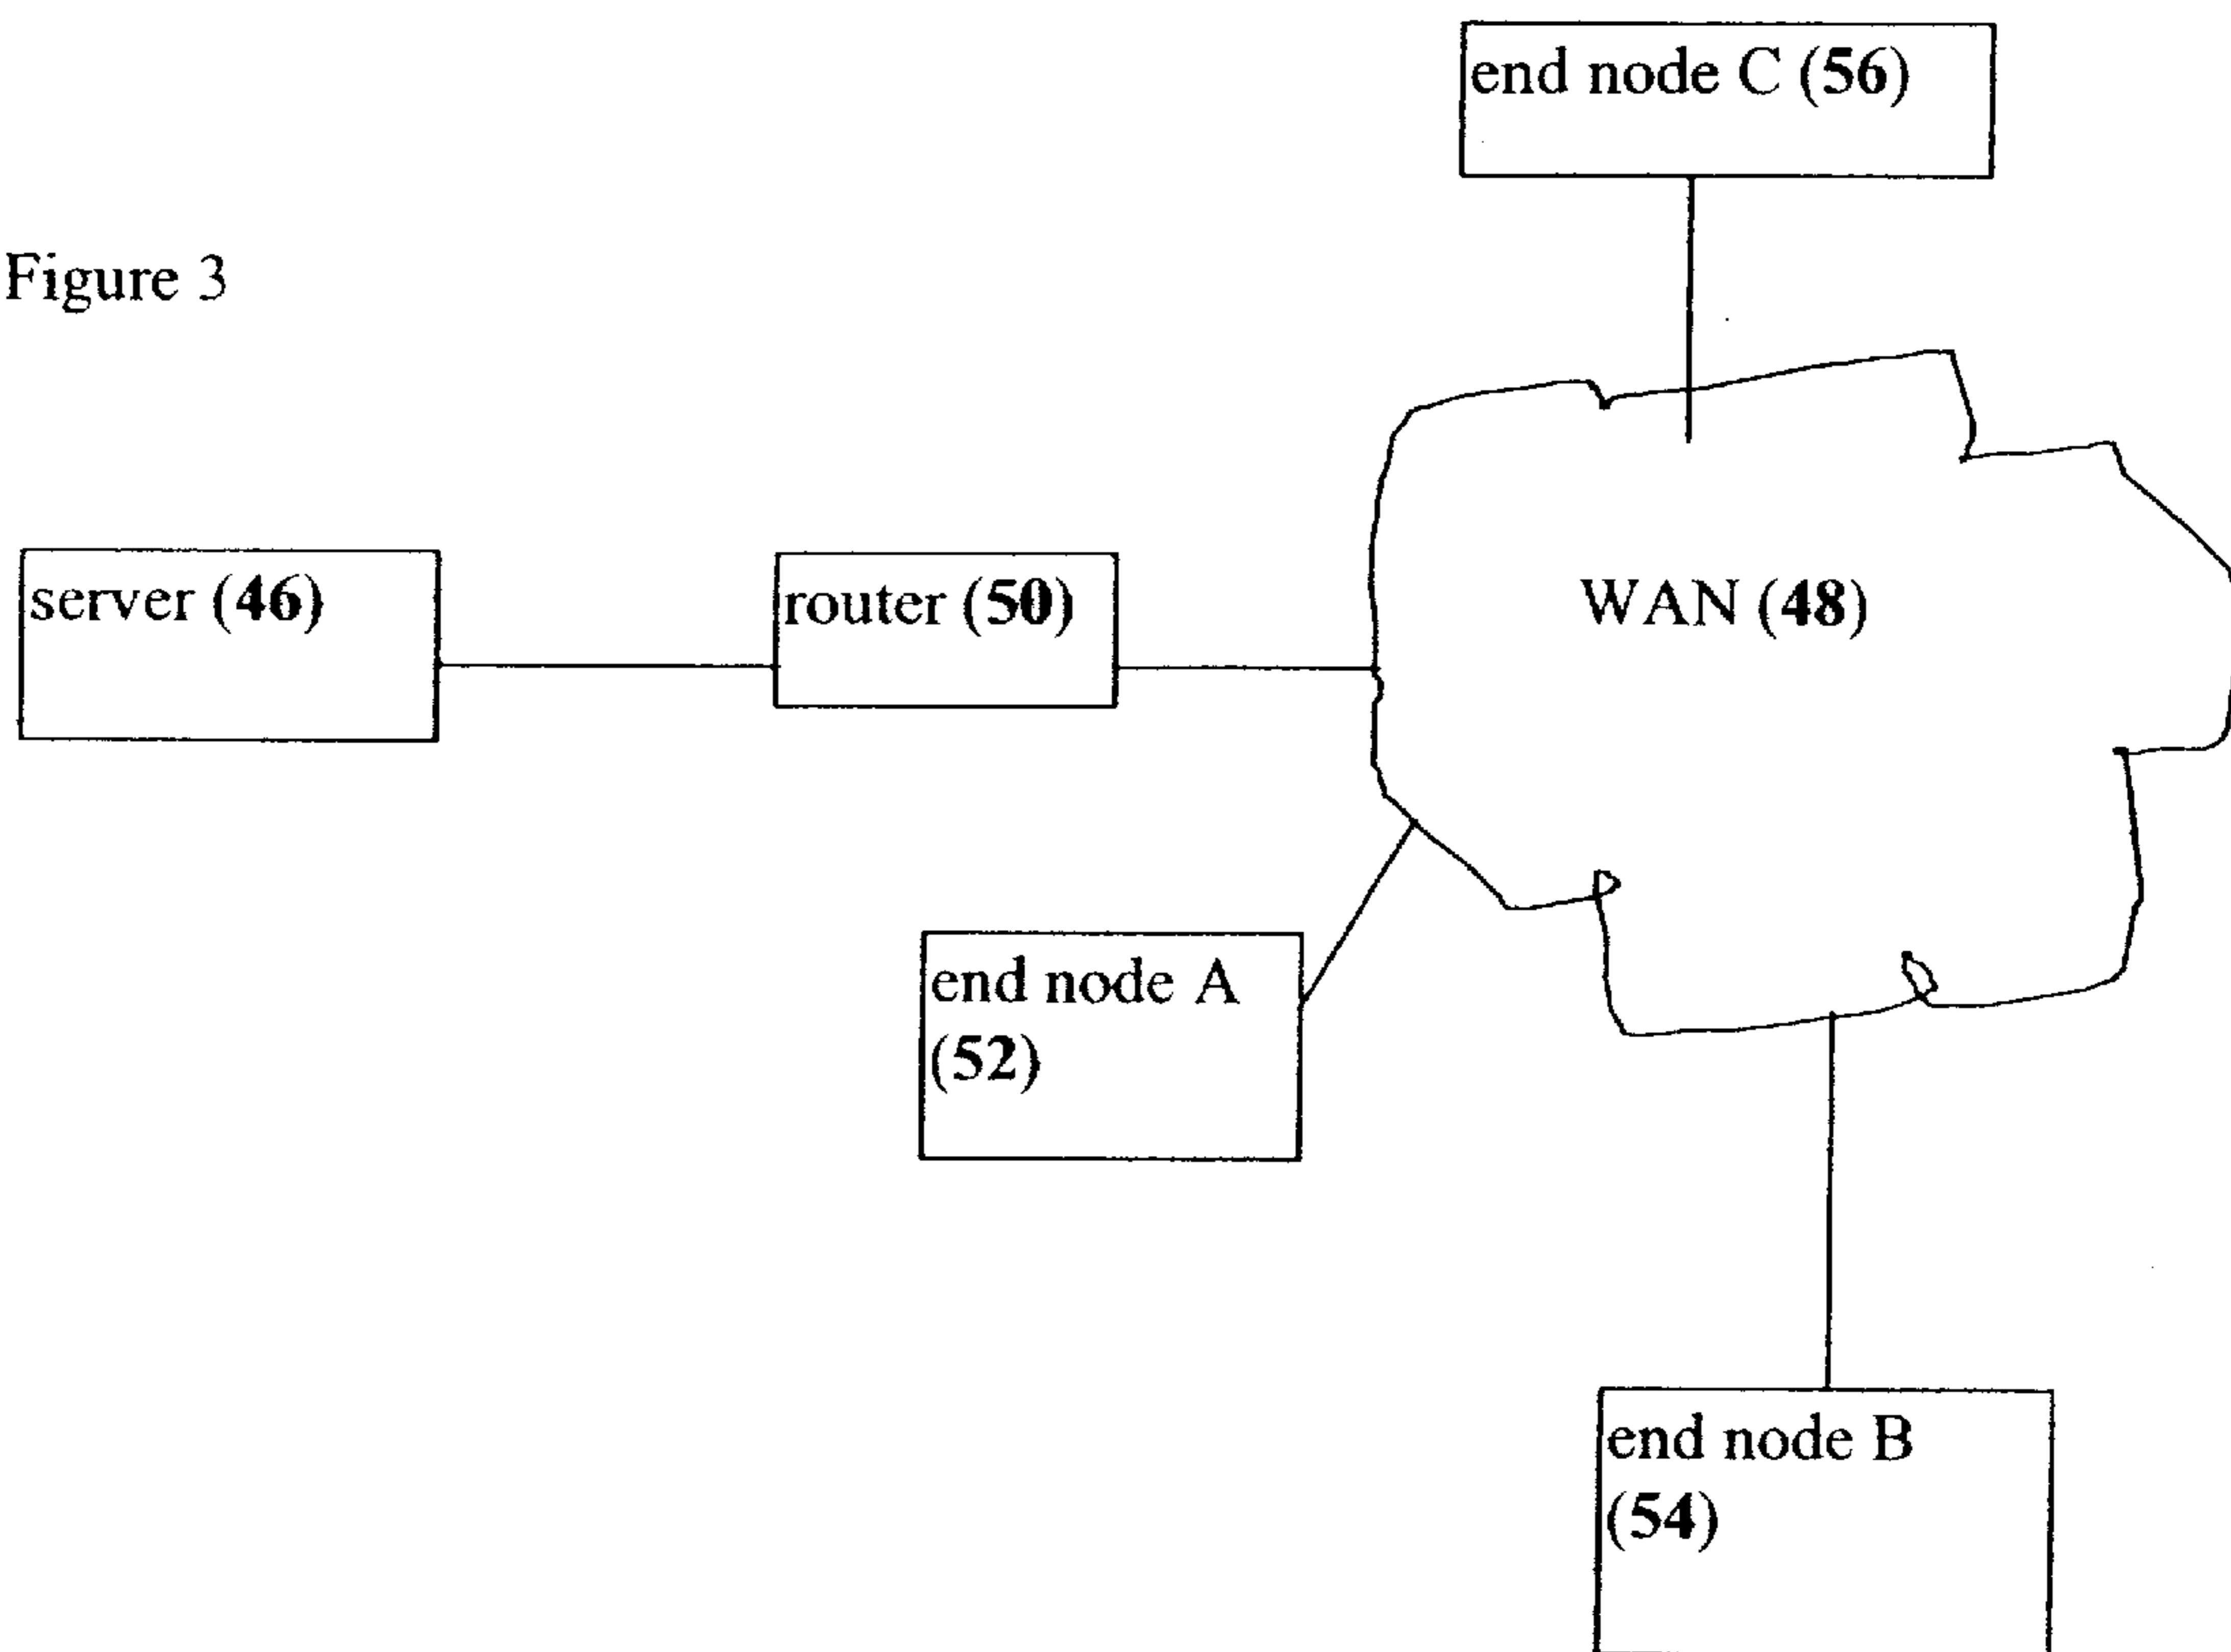 end node C (56)
Figure 3
server (46)
router (50)
WAN (48)
end node A
(52)
end node B
(54)